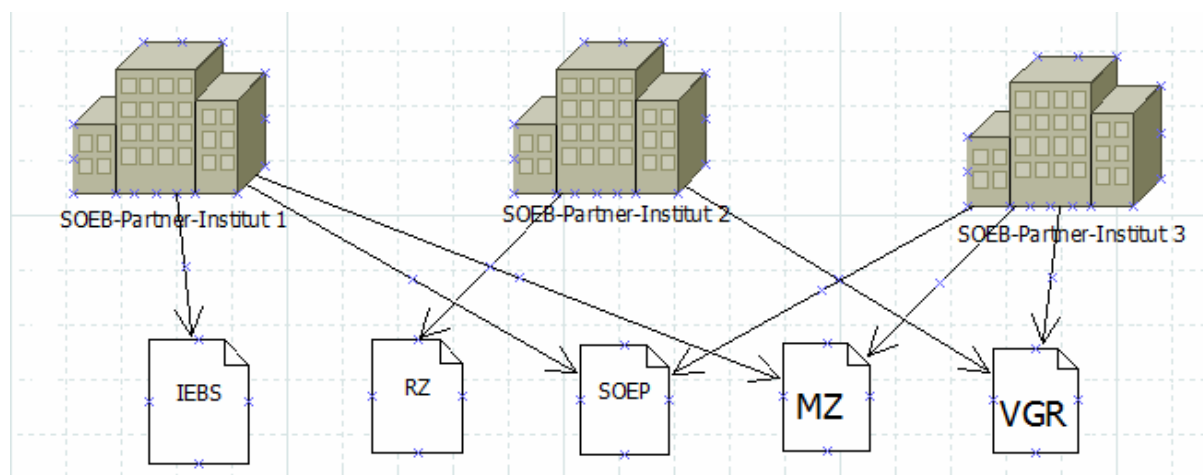 SOEB-Partner-Institut 1
SOEB-Partner-Institut 2
SOEB-Partner-Institut 3
IEBS
RZ
SOEP
MZ
VGR